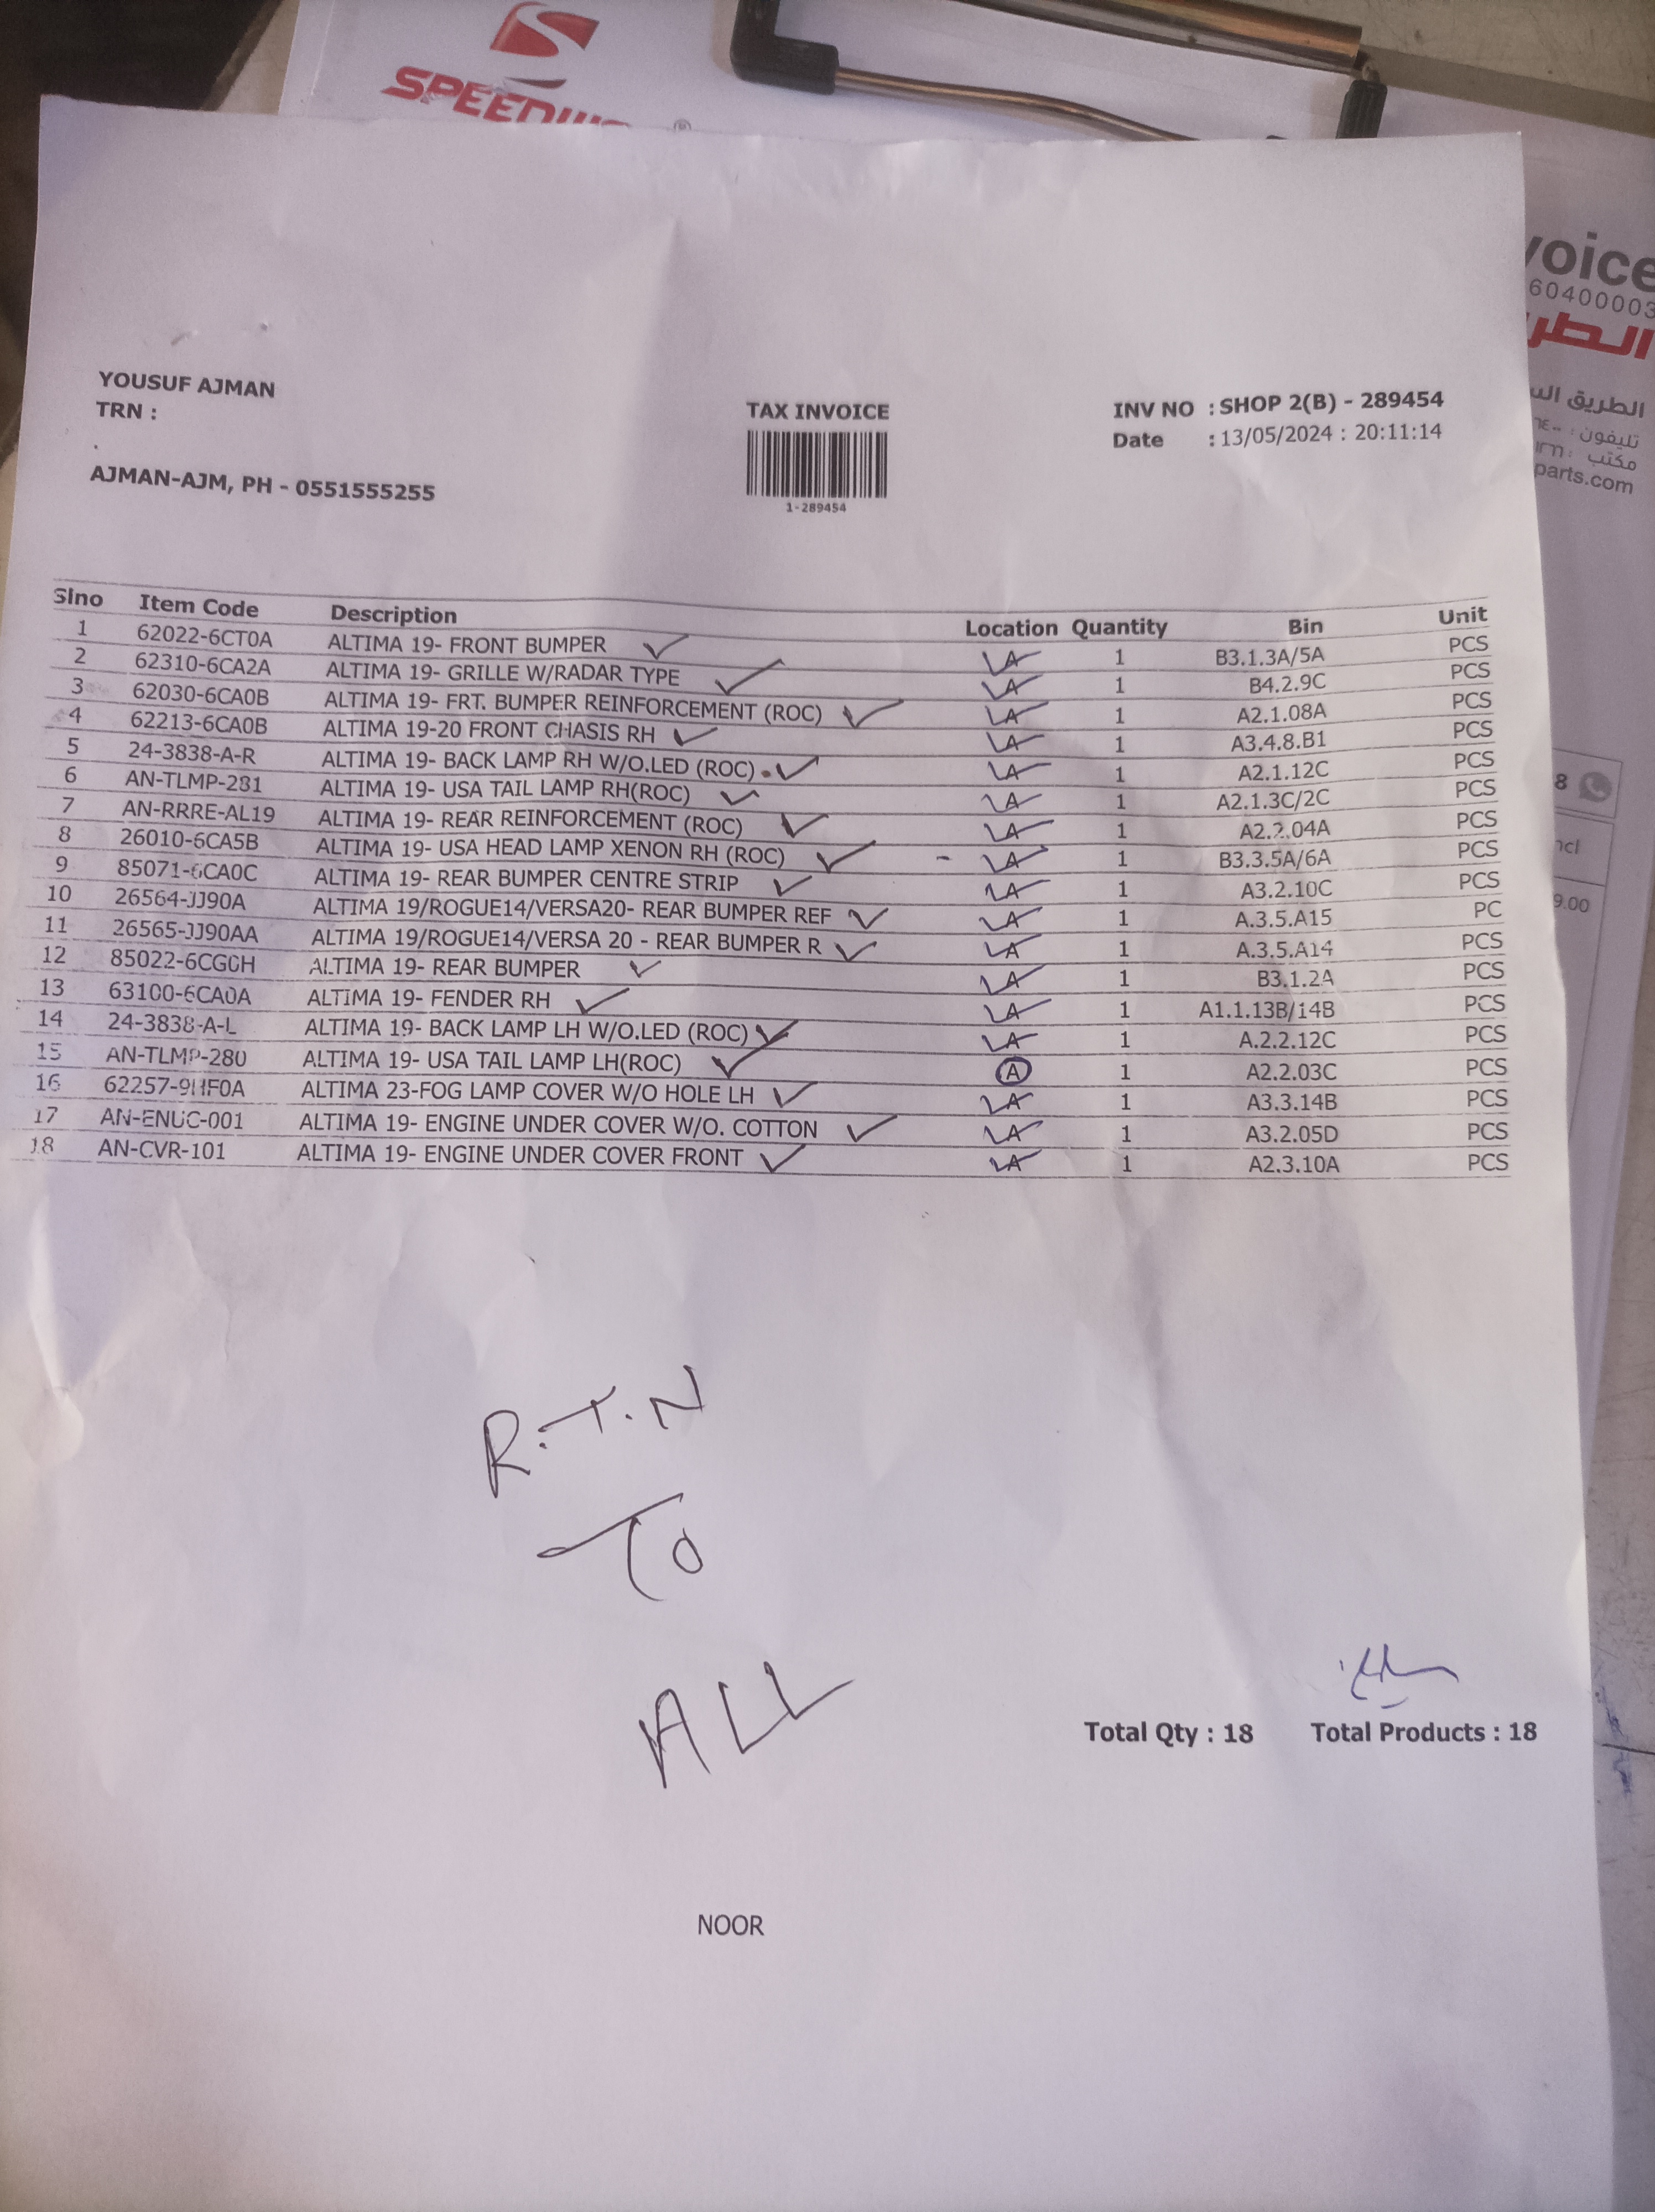 YOUSUF AJMAN
TRN :
.
AJMAN-AJM, PH - 0551555255
TAX INVOICE
1-289454
INV NO : SHOP 2(B) - 289454
Date : 13/05/2024 : 20:11:14
Slno Item Code Description Location Quantity Bin Unit
1 62022-6CT0A ALTIMA 19- FRONT BUMPER A 1 B3.1.3A/5A PCS
2 62310-6CA2A ALTIMA 19- GRILLE W/RADAR TYPE A 1 B4.2.9C PCS
3 62030-6CA0B ALTIMA 19- FRT. BUMPER REINFORCEMENT (ROC) A 1 A2.1.08A PCS
4 62213-6CA0B ALTIMA 19-20 FRONT CHASIS RH A 1 A3.4.8.B1 PCS
5 24-3838-A-R ALTIMA 19- BACK LAMP RH W/O.LED (ROC) A 1 A2.1.12C PCS
6 AN-TLMP-281 ALTIMA 19- USA TAIL LAMP RH(ROC) A 1 A2.1.3C/2C PCS
7 AN-RRRE-AL19 ALTIMA 19- REAR REINFORCEMENT (ROC) A 1 A2.2.04A PCS
8 26010-6CA5B ALTIMA 19- USA HEAD LAMP XENON RH (ROC) A 1 B3.3.5A/6A PCS
9 85071-6CA0C ALTIMA 19- REAR BUMPER CENTRE STRIP A 1 A3.2.10C PCS
10 26564-JJ90A ALTIMA 19/ROGUE14/VERSA20- REAR BUMPER REF A 1 A.3.5.A15 PC
11 26565-JJ90AA ALTIMA 19/ROGUE14/VERSA 20 - REAR BUMPER R A 1 A.3.5.A14 PCS
12 85022-6CG0H ALTIMA 19- REAR BUMPER A 1 B3.1.2A PCS
13 63100-6CA0A ALTIMA 19- FENDER RH A 1 A1.1.13B/14B PCS
14 24-3838-A-L ALTIMA 19- BACK LAMP LH W/O.LED (ROC) A 1 A.2.2.12C PCS
15 AN-TLMP-280 ALTIMA 19- USA TAIL LAMP LH(ROC) A 1 A2.2.03C PCS
16 62257-9HF0A ALTIMA 23-FOG LAMP COVER W/O HOLE LH A 1 A3.3.14B PCS
17 AN-ENUC-001 ALTIMA 19- ENGINE UNDER COVER W/O. COTTON A 1 A3.2.05D PCS
18 AN-CVR-101 ALTIMA 19- ENGINE UNDER COVER FRONT A 1 A2.3.10A PCS
R.T.N
To
ALL
Total Qty : 18 Total Products : 18
NOOR
voice
60400003
الطريق
تليفون :
مكتب :
parts.com
8
9.00